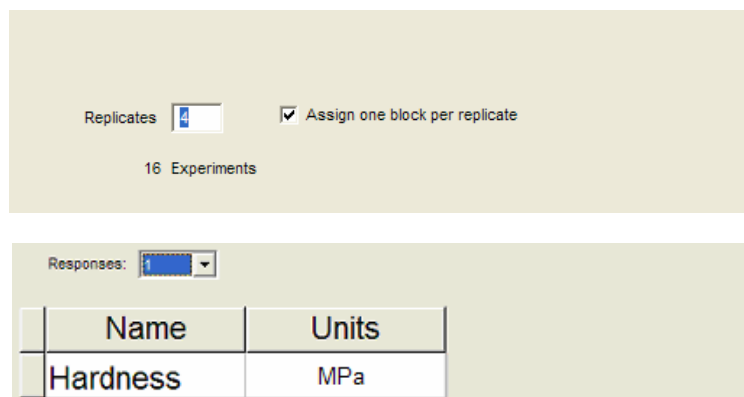 Replicates 4 Assign one block per replicate
16 Experiments
Responses: 1
Name Units
Hardness MPa